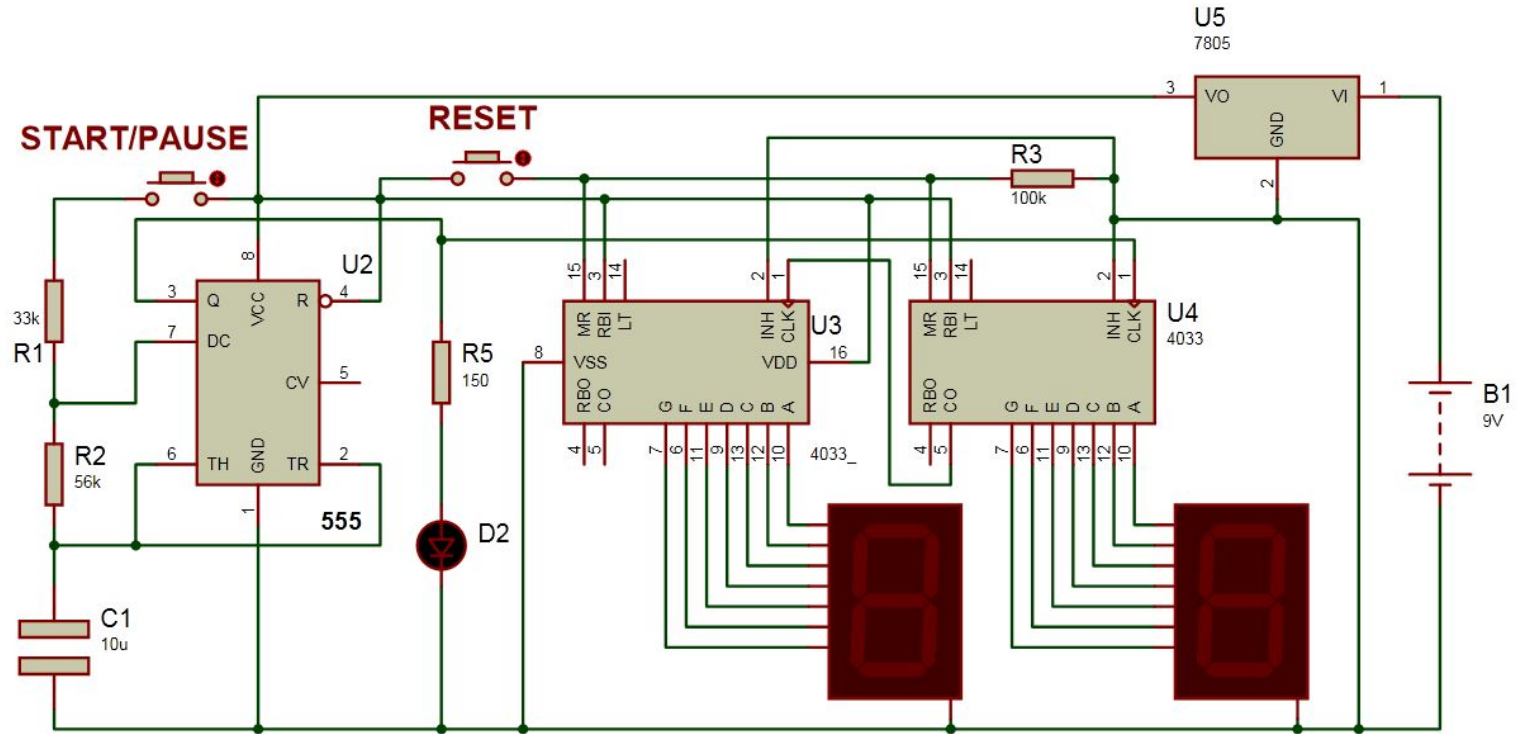 U5
7805
3 VO VI 1
GND
2
START/PAUSE
RESET
R3
100k
8
U2
3 Q VCC R 4
7 DC
CV 5
6 TH GND TR 2
1
555
33k
R1
R2
56k
C1
10u
R5
150
D2
15 3 14 2 1
MR RBI LT INH CLK
U3
8 VSS VDD 16
RBO CO G F E D C B A
4 5 7 6 11 9 13 12 10
4033_
15 3 14 2 1
MR RBI LT INH CLK
U4
4033
RBO CO G F E D C B A
4 5 7 6 11 9 13 12 10
B1
9V